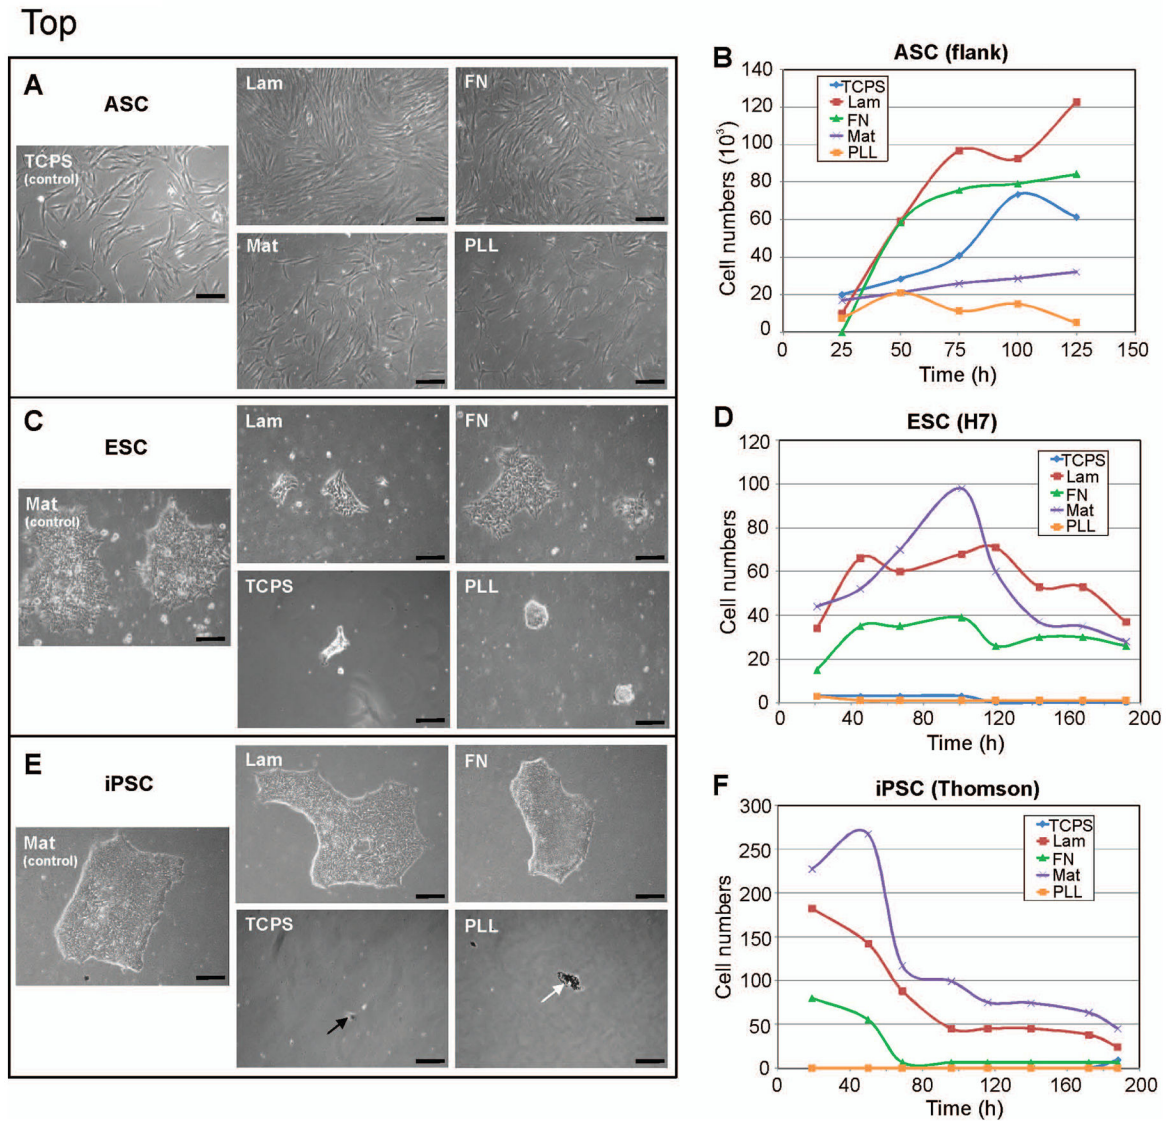 Top
A
ASC
TCPS
(control)
Lam
FN
Mat
PLL
B
ASC (flank)
Cell numbers (10³)
140
120
100
80
60
40
20
0
TCPS
Lam
FN
Mat
PLL
0 25 50 75 100 125 150
Time (h)
C
ESC
Mat
(control)
Lam
FN
TCPS
PLL
D
ESC (H7)
Cell numbers
120
100
80
60
40
20
0
TCPS
Lam
FN
Mat
PLL
0 40 80 120 160 200
Time (h)
E
iPSC
Mat
(control)
Lam
FN
TCPS
PLL
F
iPSC (Thomson)
Cell numbers
300
250
200
150
100
50
0
TCPS
Lam
FN
Mat
PLL
0 40 80 120 160 200
Time (h)